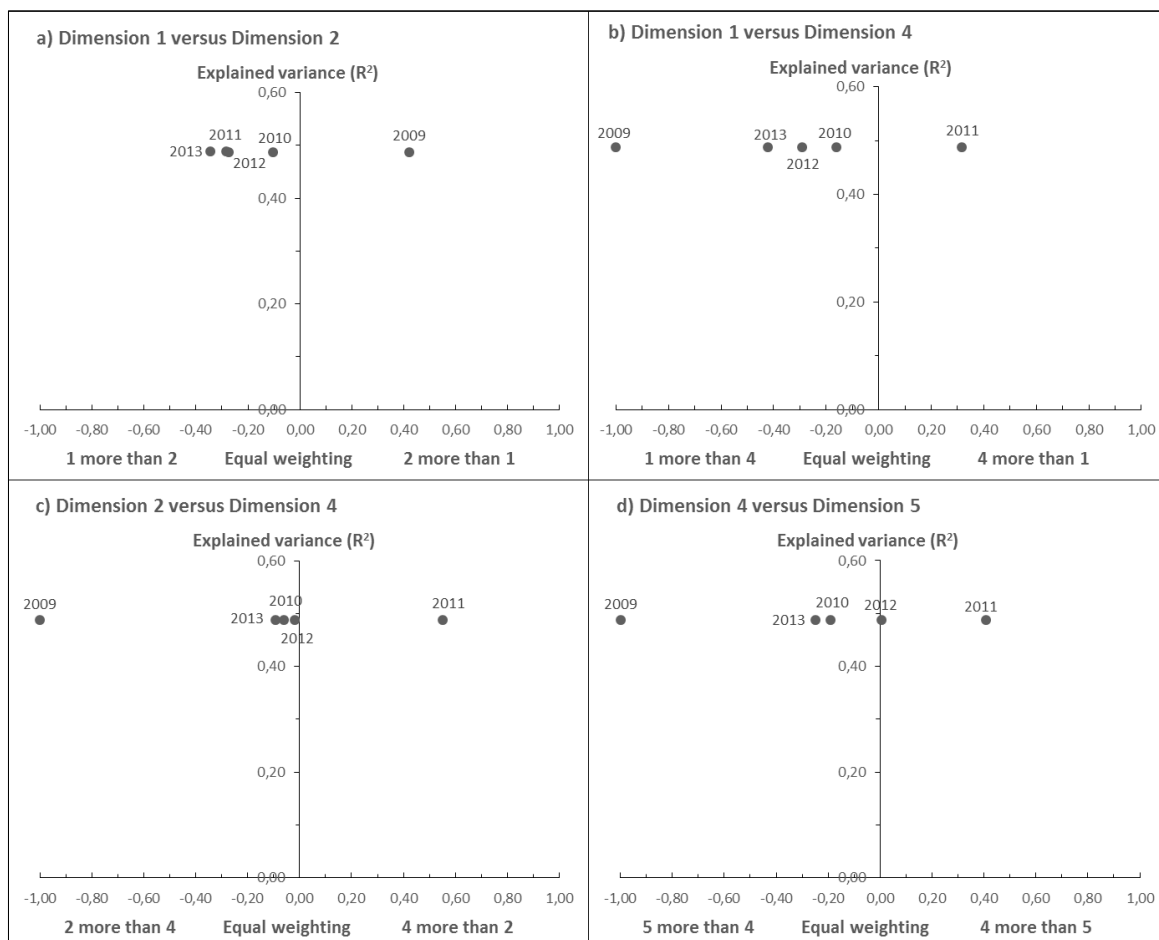 a) Dimension 1 versus Dimension 2
Explained variance (R²)
0,60
2011
2010
2009
2013
2012
0,40
0,20
0,00
-1,00 -0,80 -0,60 -0,40 -0,20 0,00 0,20 0,40 0,60 0,80 1,00
1 more than 2 Equal weighting 2 more than 1
b) Dimension 1 versus Dimension 4
Explained variance (R²)
0,60
2009
2013
2010
2011
2012
0,40
0,20
0,00
-1,00 -0,80 -0,60 -0,40 -0,20 0,00 0,20 0,40 0,60 0,80 1,00
1 more than 4 Equal weighting 4 more than 1
c) Dimension 2 versus Dimension 4
Explained variance (R²)
0,60
2009
2010
2011
2013
2012
0,40
0,20
0,00
-1,00 -0,80 -0,60 -0,40 -0,20 0,00 0,20 0,40 0,60 0,80 1,00
2 more than 4 Equal weighting 4 more than 2
d) Dimension 4 versus Dimension 5
Explained variance (R²)
0,60
2009
2010
2012
2011
2013
0,40
0,20
0,00
-1,00 -0,80 -0,60 -0,40 -0,20 0,00 0,20 0,40 0,60 0,80 1,00
5 more than 4 Equal weighting 4 more than 5